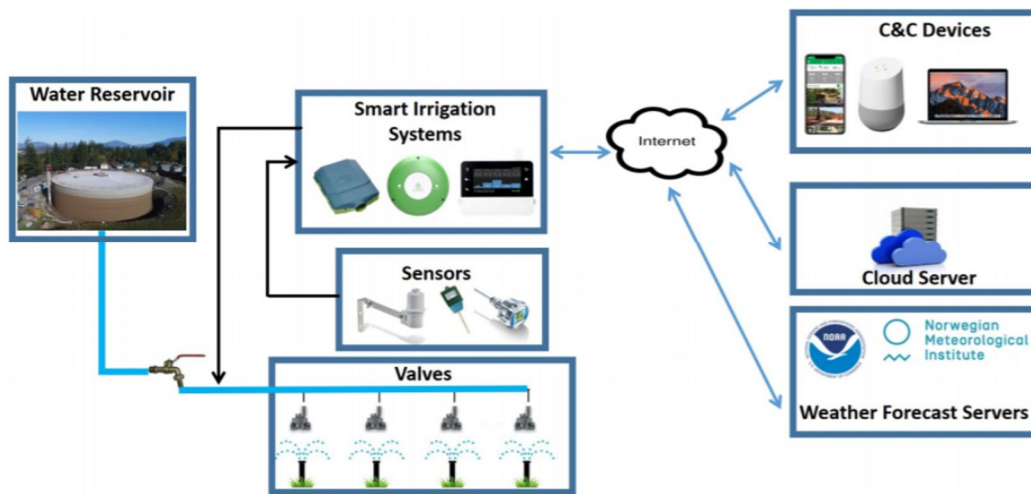 C&C Devices
Water Reservoir
Smart Irrigation
Systems
Internet
Sensors
Cloud Server
Valves
NOAA
Norwegian
Meteorological
Institute
Weather Forecast Servers